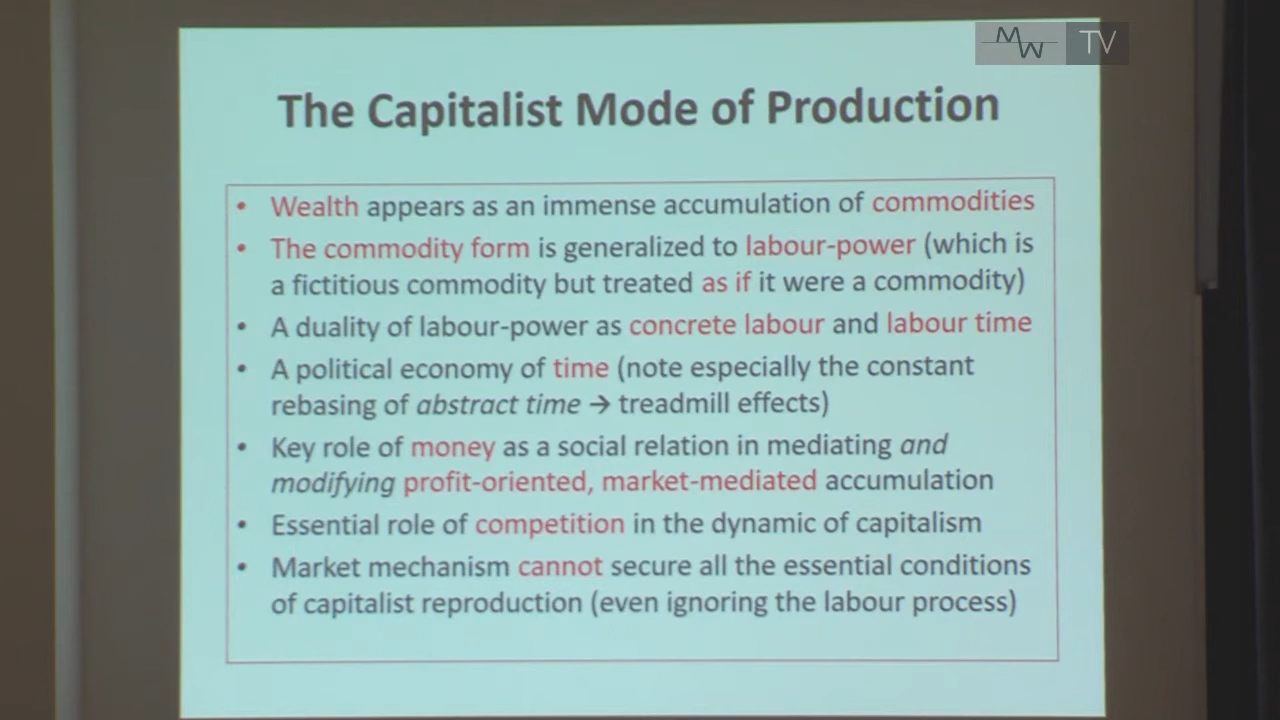 MW TV
The Capitalist Mode of Production
• Wealth appears as an immense accumulation of commodities
• The commodity form is generalized to labour-power (which is
a fictitious commodity but treated as if it were a commodity)
• A duality of labour-power as concrete labour and labour time
• A political economy of time (note especially the constant
rebasing of abstract time → treadmill effects)
• Key role of money as a social relation in mediating and
modifying profit-oriented, market-mediated accumulation
• Essential role of competition in the dynamic of capitalism
• Market mechanism cannot secure all the essential conditions
of capitalist reproduction (even ignoring the labour process)